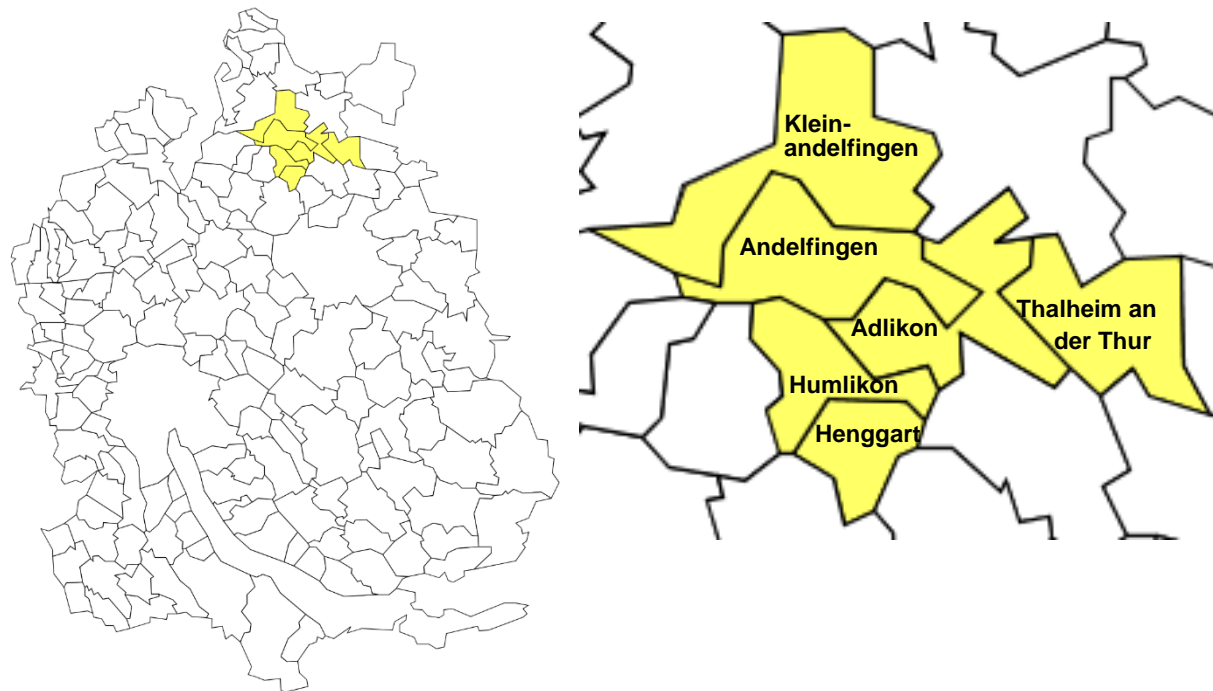 Klein-
andelfingen
Andelfingen
Thalheim an
der Thur
Adlikon
Humlikon
Henggart